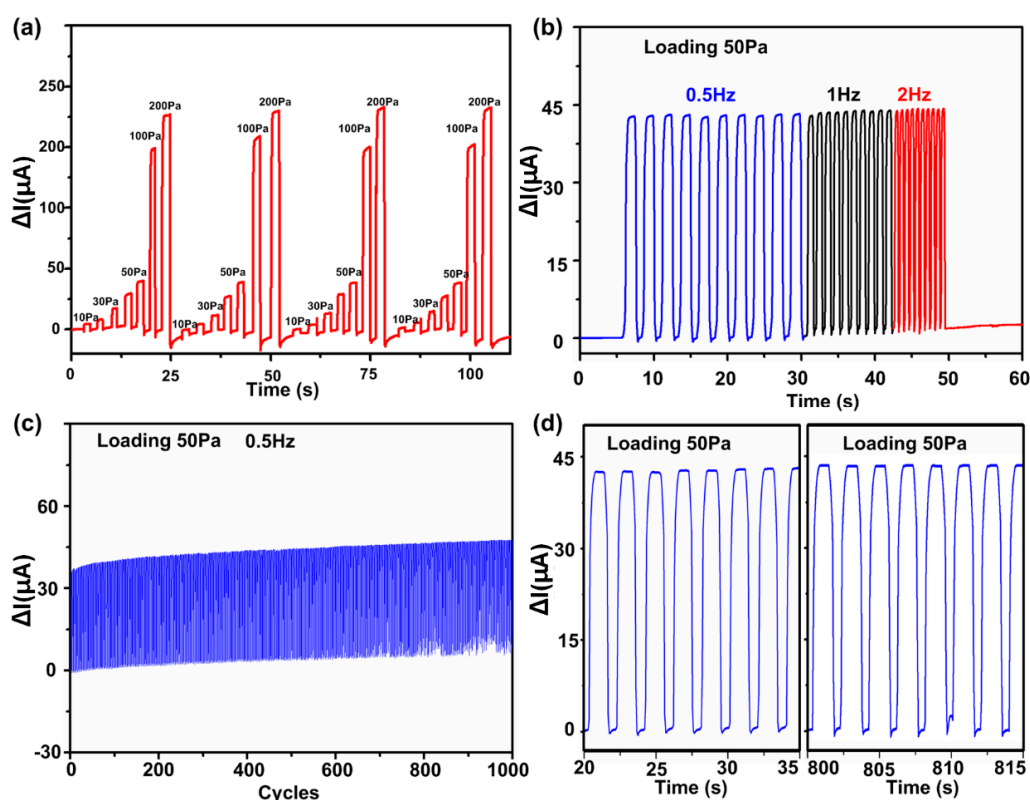 (a)
ΔI(μA)
250
200
100
50
0
10Pa
30Pa
50Pa
100Pa
200Pa
10Pa
30Pa
50Pa
100Pa
200Pa
10Pa
30Pa
50Pa
100Pa
200Pa
10Pa
30Pa
50Pa
100Pa
200Pa
0 25 50 75 100
Time (s)
(b)
Loading 50Pa
0.5Hz 1Hz 2Hz
ΔI(μA)
60
45
30
15
0
0 10 20 30 40 50 60
Time (s)
(c)
Loading 50Pa 0.5Hz
ΔI(μA)
60
30
0
-30
0 200 400 600 800 1000
Cycles
(d)
Loading 50Pa
Loading 50Pa
ΔI(μA)
45
30
15
0
20 25 30 35
Time (s)
800 805 810 815
Time (s)